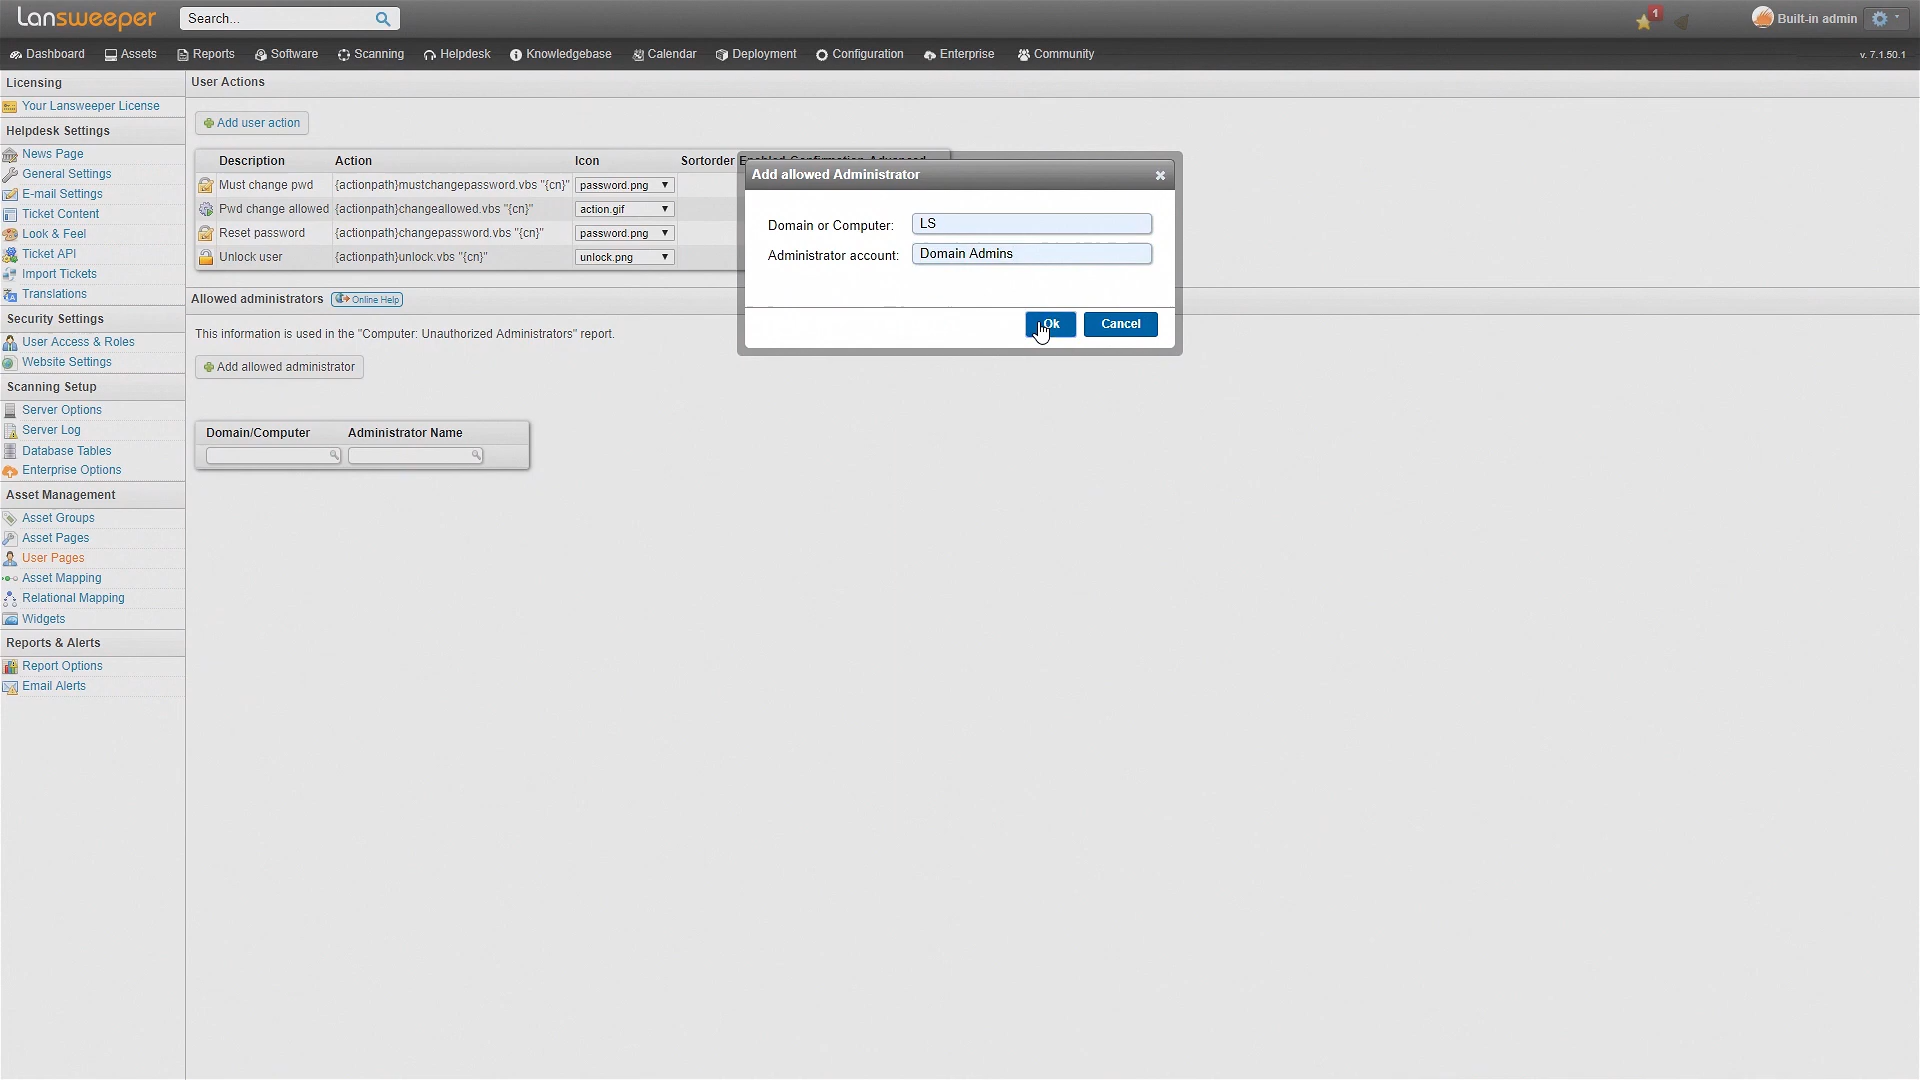 Lansweeper
Search...
1
Built-in admin
Dashboard Assets Reports Software Scanning Helpdesk Knowledgebase Calendar Deployment Configuration Enterprise Community
v. 7.1.50.1
Licensing
Your Lansweeper License
Helpdesk Settings
News Page
General Settings
E-mail Settings
Ticket Content
Look & Feel
Ticket API
Import Tickets
Translations
Security Settings
User Access & Roles
Website Settings
Scanning Setup
Server Options
Server Log
Database Tables
Enterprise Options
Asset Management
Asset Groups
Asset Pages
User Pages
Asset Mapping
Relational Mapping
Widgets
Reports & Alerts
Report Options
Email Alerts
User Actions
Add user action
Description Action Icon Sortorder Enabled Confirmation Advanced
Must change pwd {actionpath}mustchangepassword.vbs "{cn}" password.png
Pwd change allowed {actionpath}changeallowed.vbs "{cn}" action.gif
Reset password {actionpath}changepassword.vbs "{cn}" password.png
Unlock user {actionpath}unlock.vbs "{cn}" unlock.png
Allowed administrators Online Help
This information is used in the "Computer: Unauthorized Administrators" report.
Add allowed administrator
Domain/Computer Administrator Name
Add allowed Administrator
Domain or Computer: LS
Administrator account: Domain Admins
Ok Cancel